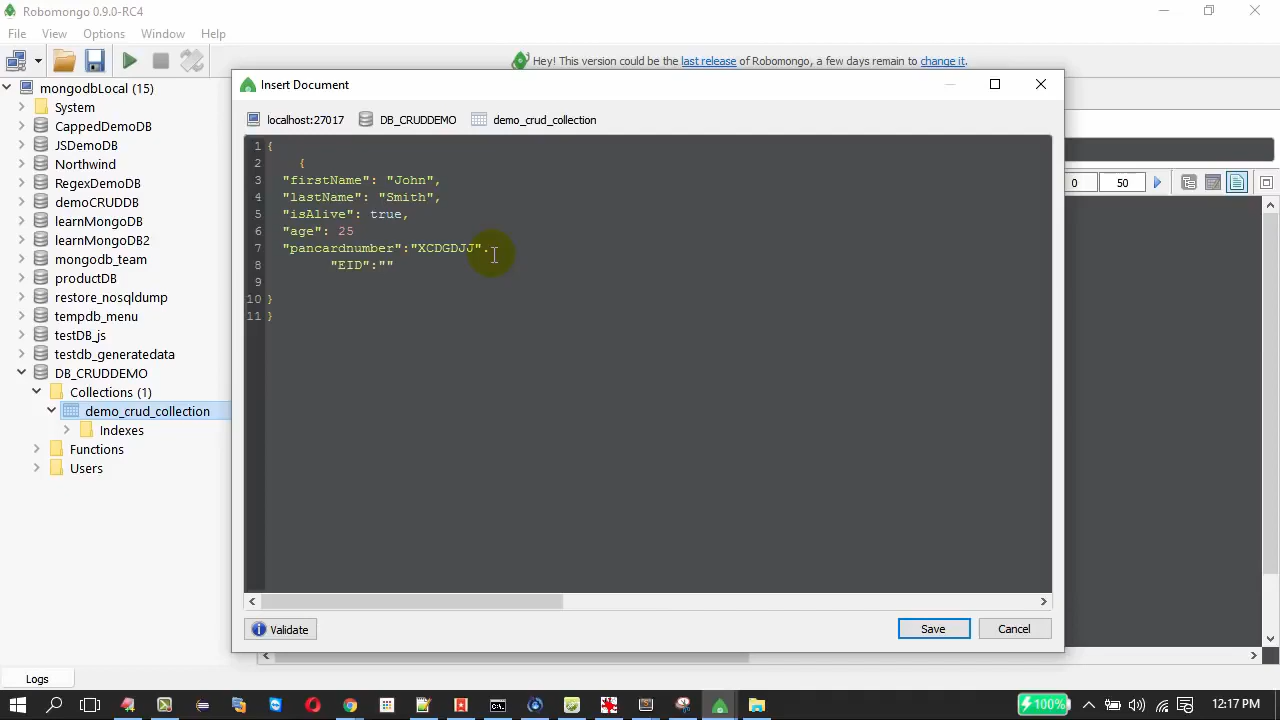 Robomongo 0.9.0-RC4
File View Options Window Help
Hey! This version could be the last release of Robomongo, a few days remain to change it.
mongodbLocal (15)
System
CappedDemoDB
JSDemoDB
Northwind
RegexDemoDB
demoCRUDDB
learnMongoDB
learnMongoDB2
mongodb_team
productDB
restore_nosqldump
tempdb_menu
testDB_js
testdb_generatedata
DB_CRUDDEMO
Collections (1)
demo_crud_collection
Indexes
Functions
Users
Insert Document
localhost:27017 DB_CRUDDEMO demo_crud_collection
0 50
1 {
2 {
3 "firstName": "John",
4 "lastName": "Smith",
5 "isAlive": true,
6 "age": 25
7 "pancardnumber":"XCDGDJJ".
8 "EID":""
9
10 }
11 }
Validate Save Cancel
Logs
100% 12:17 PM